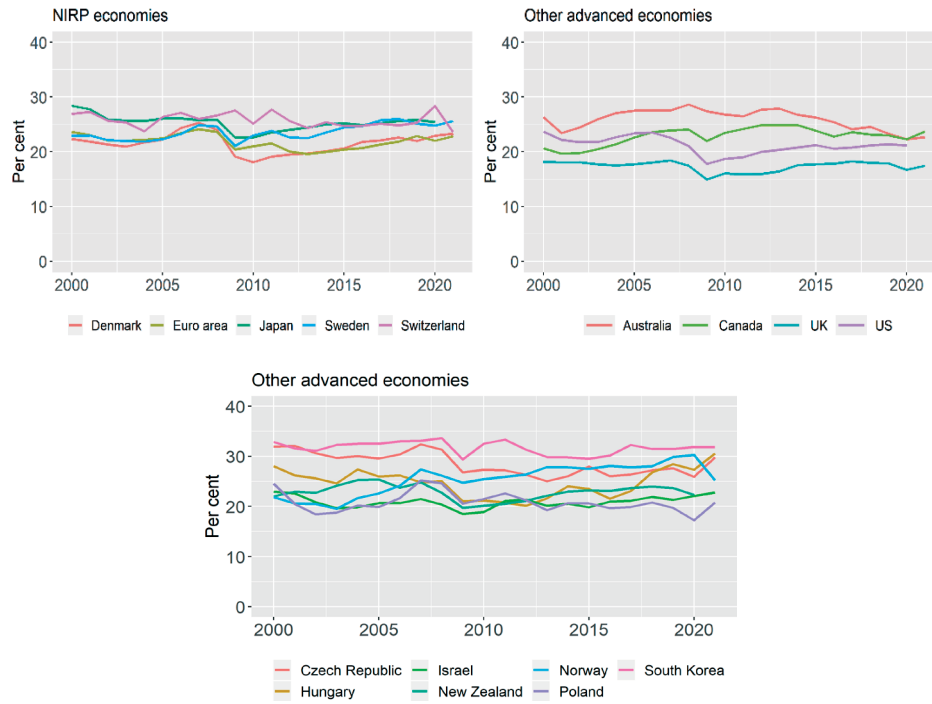 NIRP economies
Per cent
40
30
20
10
0
2000 2005 2010 2015 2020
Denmark Euro area Japan Sweden Switzerland
Other advanced economies
Per cent
40
30
20
10
0
2000 2005 2010 2015 2020
Australia Canada UK US
Other advanced economies
Per cent
40
30
20
10
0
2000 2005 2010 2015 2020
Czech Republic Israel Norway South Korea
Hungary New Zealand Poland